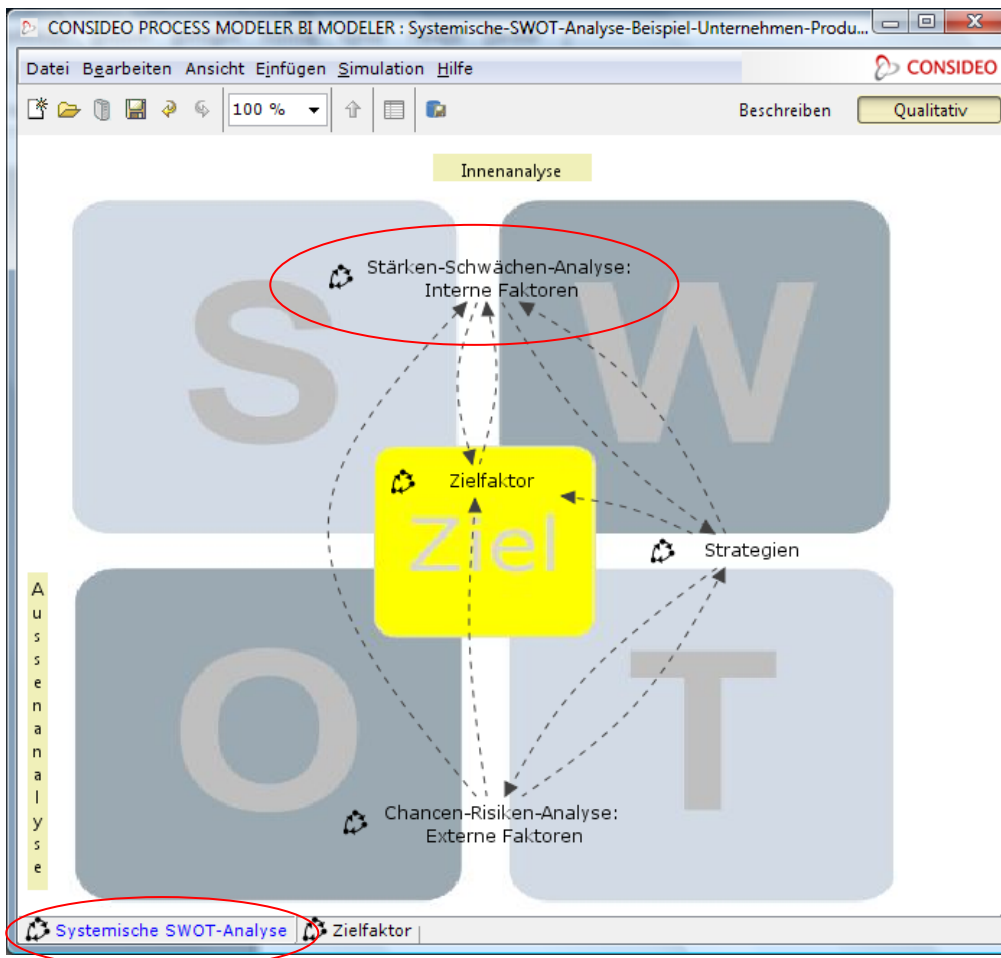 CONSIDEO PROCESS MODELER BI MODELER : Systemische-SWOT-Analyse-Beispiel-Unternehmen-Produ...
Datei Bearbeiten Ansicht Einfügen Simulation Hilfe
CONSIDEO
100 %
Beschreiben
Qualitativ
Innenanalyse
S
W
Stärken-Schwächen-Analyse:
Interne Faktoren
Zielfaktor
Ziel
Strategien
Aussenanalyse
O
T
Chancen-Risiken-Analyse:
Externe Faktoren
Systemische SWOT-Analyse
Zielfaktor